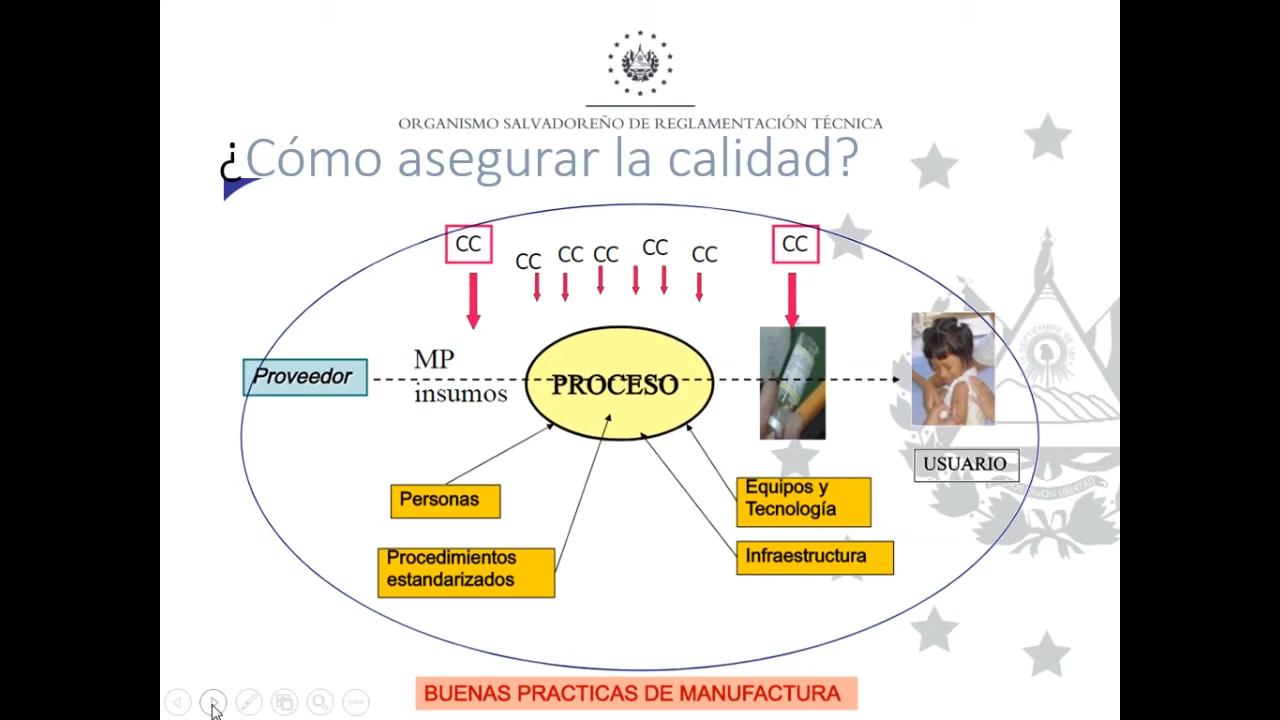 ORGANISMO SALVADOREÑO DE REGLAMENTACIÓN TÉCNICA
¿Cómo asegurar la calidad?
CC
CC
CC
CC
CC
CC
CC
Proveedor
MP
insumos
PROCESO
USUARIO
Personas
Equipos y
Tecnología
Procedimientos
estandarizados
Infraestructura
BUENAS PRACTICAS DE MANUFACTURA